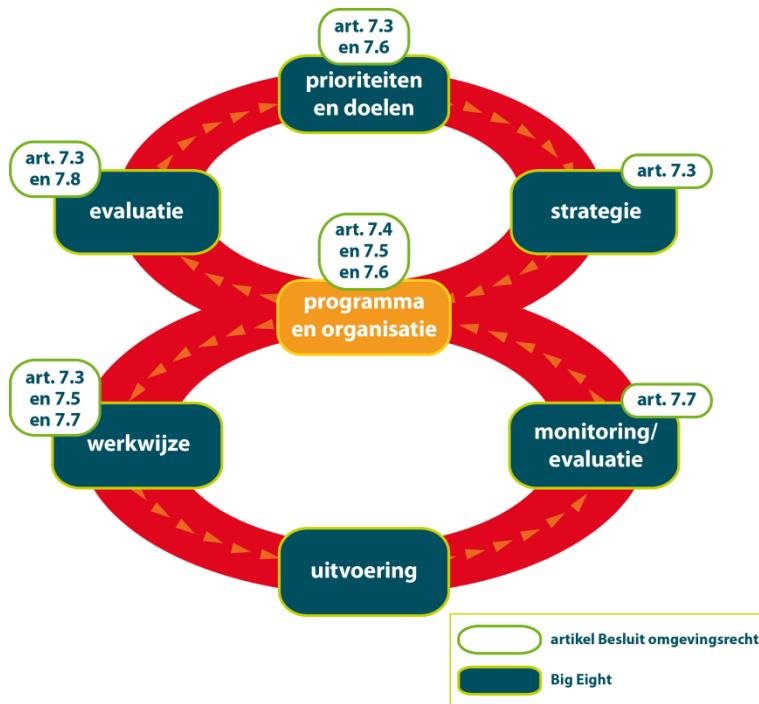 art. 7.3
en 7.6
prioriteiten
en doelen
art. 7.3
en 7.8
evaluatie
art. 7.3
strategie
art. 7.4
en 7.5
en 7.6
programma
en organisatie
art. 7.3
en 7.5
en 7.7
werkwijze
art. 7.7
monitoring/
evaluatie
uitvoering
artikel Besluit omgevingsrecht
Big Eight